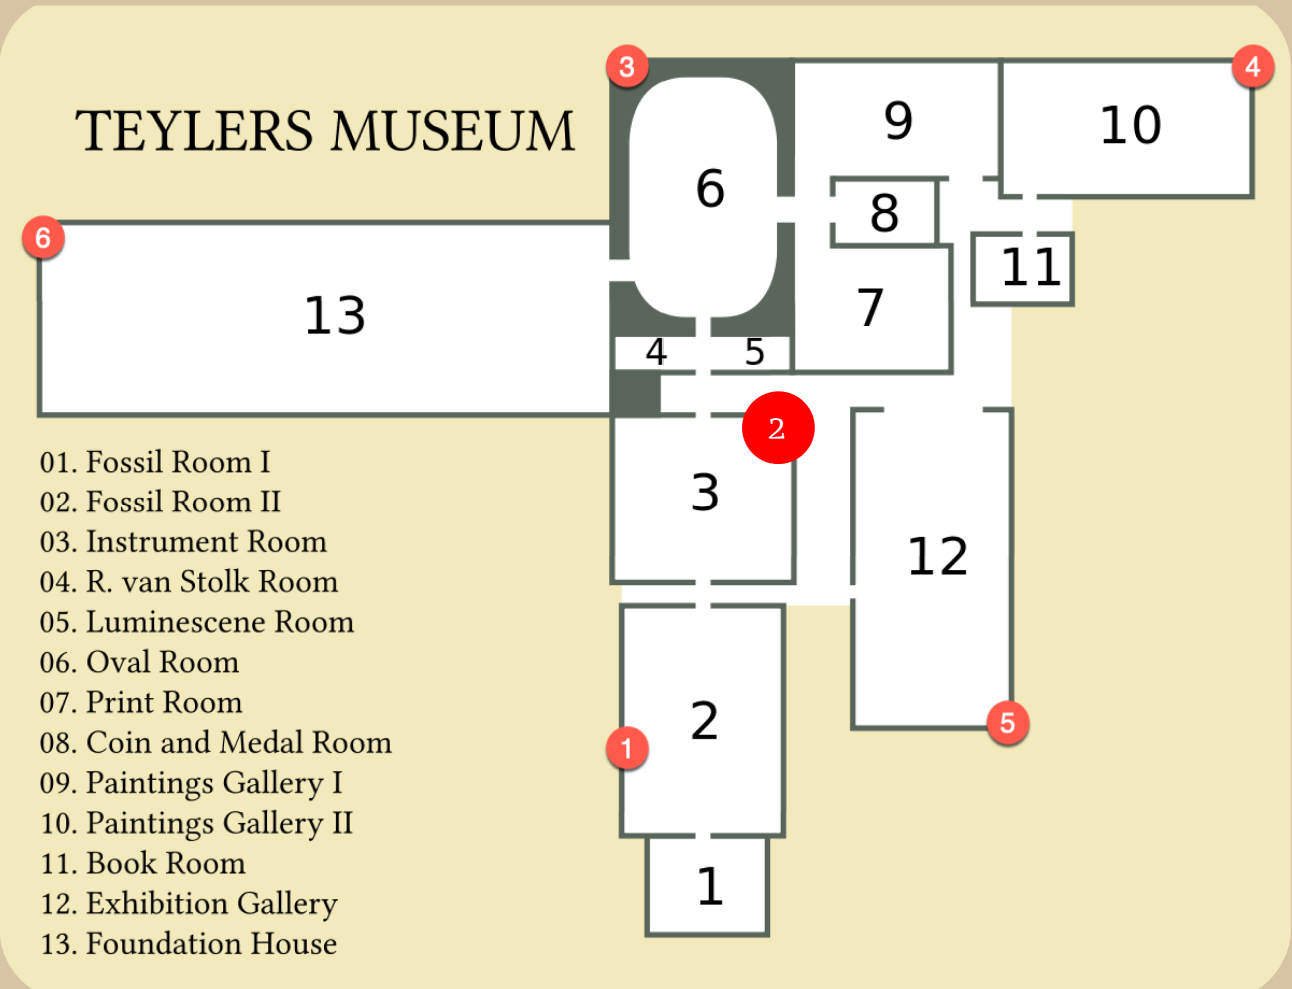 3
4
9
10
TEYLERS MUSEUM
6
8
6
11
13
7
4
5
2
01. Fossil Room I
02. Fossil Room II
3
03. Instrument Room
12
04. R. van Stolk Room
05. Luminescene Room
06. Oval Room
07. Print Room
2
5
08. Coin and Medal Room
1
09. Paintings Gallery I
10. Paintings Gallery II
11. Book Room
1
12. Exhibition Gallery
13. Foundation House